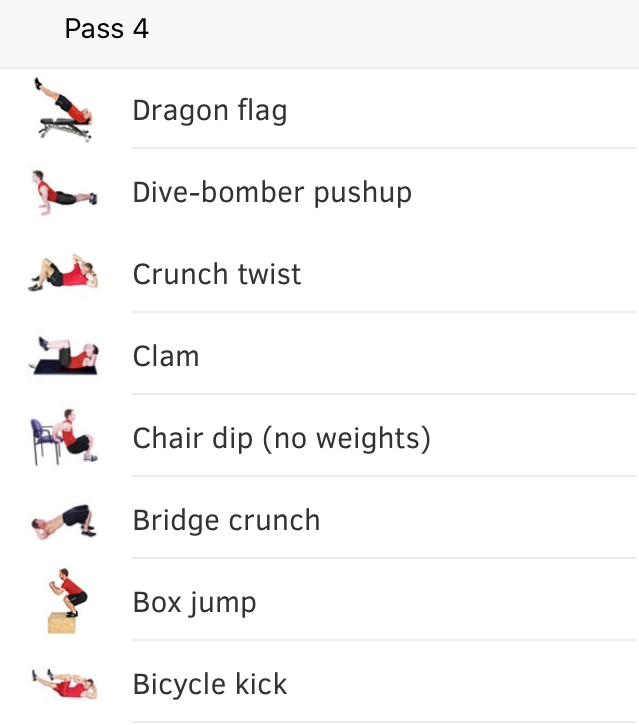 Pass 4
Dragon flag
Dive-bomber pushup
Crunch twist
Clam
Chair dip (no weights)
Bridge crunch
Box jump
Bicycle kick